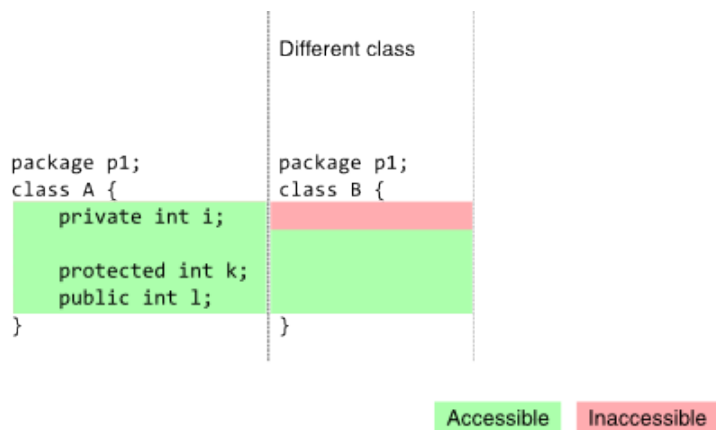 Different class
package p1;
class A {
    private int i;
    protected int k;
    public int l;
}
package p1;
class B {
}
Accessible
Inaccessible